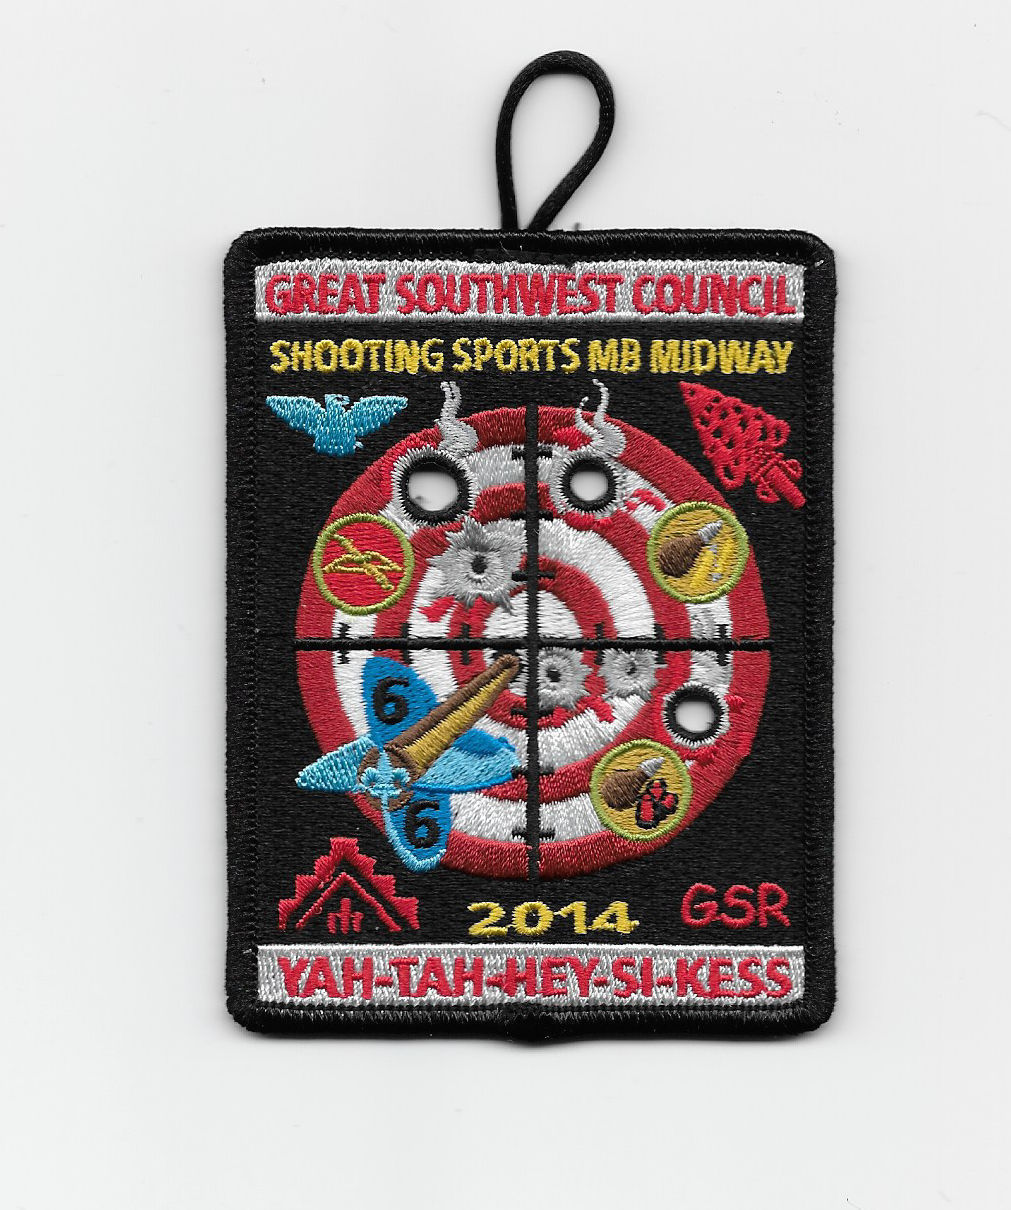 GREAT SOUTHWEST COUNCIL
SHOOTING SPORTS MB MIDWAY
6
6
2014 GSR
YAH-TAH-HEY-SI-KESS